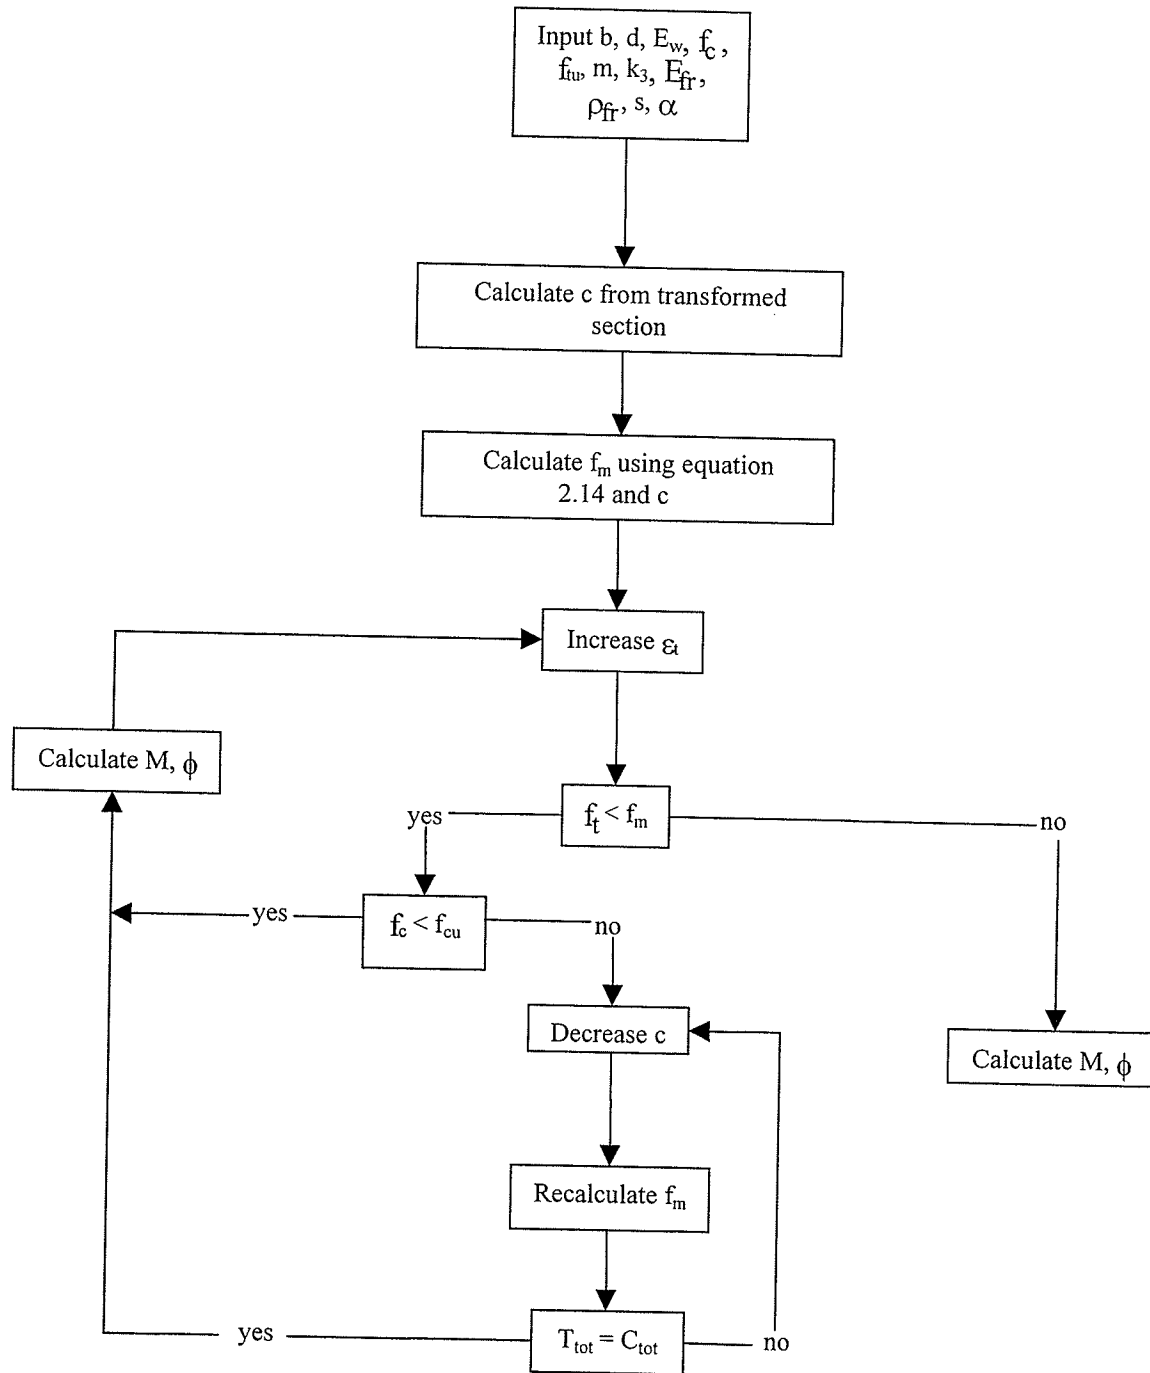 Input b, d, E_w, f_c,
f_tu, m, k_3, E_fr,
ρ_fr, s, α
Calculate c from transformed
section
Calculate f_m using equation
2.14 and c
Increase ε_t
Calculate M, ϕ
f_t < f_m
yes
no
f_c < f_cu
yes
no
Decrease c
Calculate M, ϕ
Recalculate f_m
T_tot = C_tot
yes
no